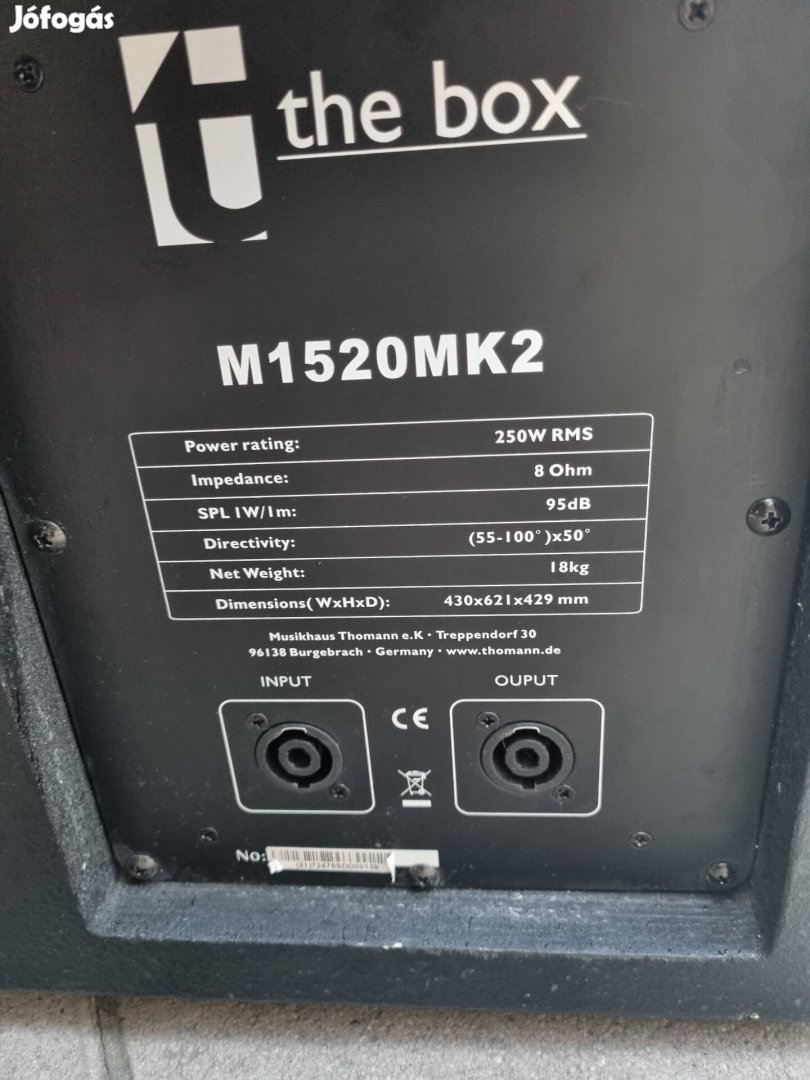 Jófogás
the box
M1520MK2
Power rating: 250W RMS
Impedance: 8 Ohm
SPL 1W/1m: 95dB
Directivity: (55-100°)x50°
Net Weight: 18kg
Dimensions( WxHxD): 430x621x429 mm
Musikhaus Thomann e.K • Treppendorf 30
96138 Burgebrach • Germany • www.thomann.de
INPUT OUPUT
CE
No: